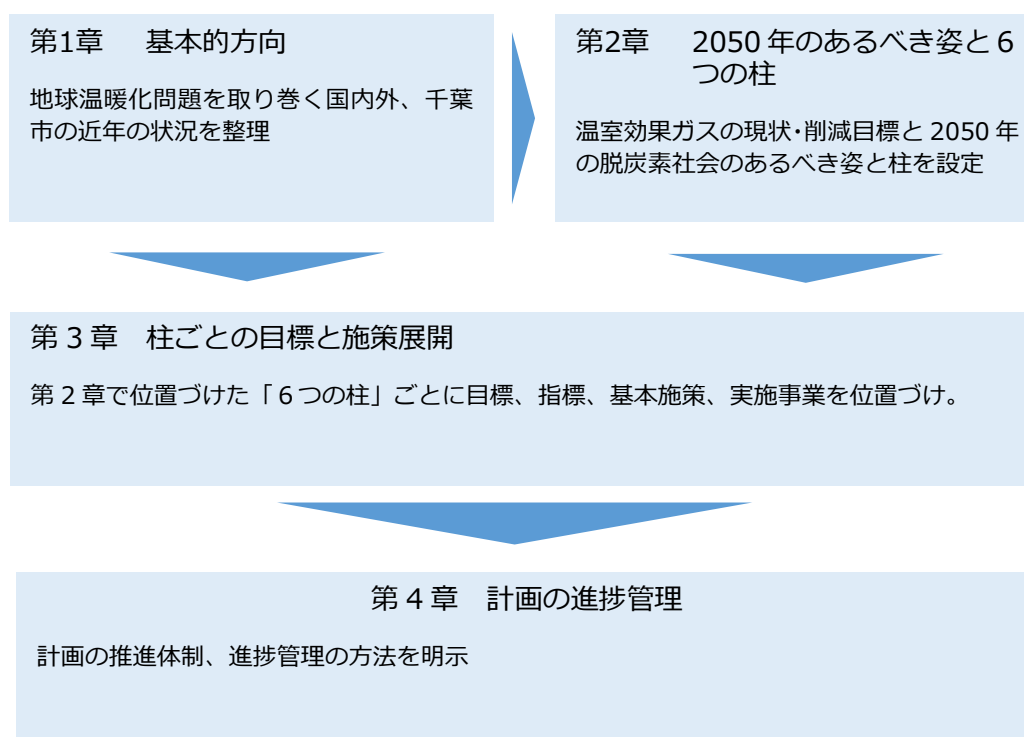 第1章　基本的方向
地球温暖化問題を取り巻く国内外、千葉
市の近年の状況を整理
第2章　2050 年のあるべき姿と６
つの柱
温室効果ガスの現状･削減目標と 2050 年
の脱炭素社会のあるべき姿と柱を設定
第３章　柱ごとの目標と施策展開
第２章で位置づけた「６つの柱」ごとに目標、指標、基本施策、実施事業を位置づけ。
第４章　計画の進捗管理
計画の推進体制、進捗管理の方法を明示